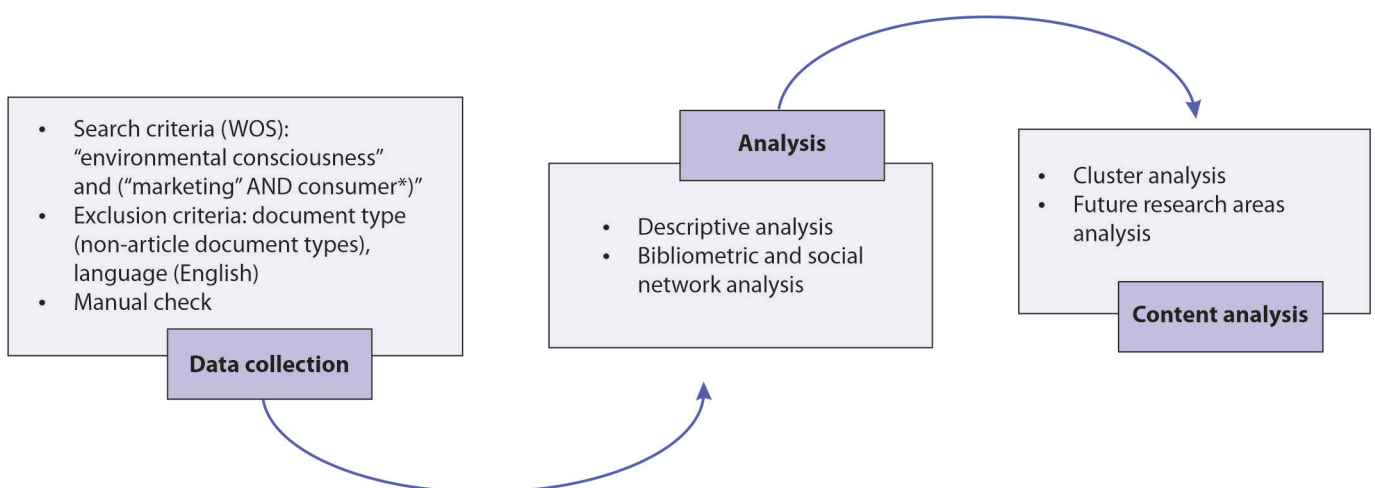 • Search criteria (WOS):
“environmental consciousness”
and (“marketing” AND consumer*)”
• Exclusion criteria: document type
(non-article document types),
language (English)
• Manual check
Data collection
Analysis
• Descriptive analysis
• Bibliometric and social
network analysis
• Cluster analysis
• Future research areas
analysis
Content analysis